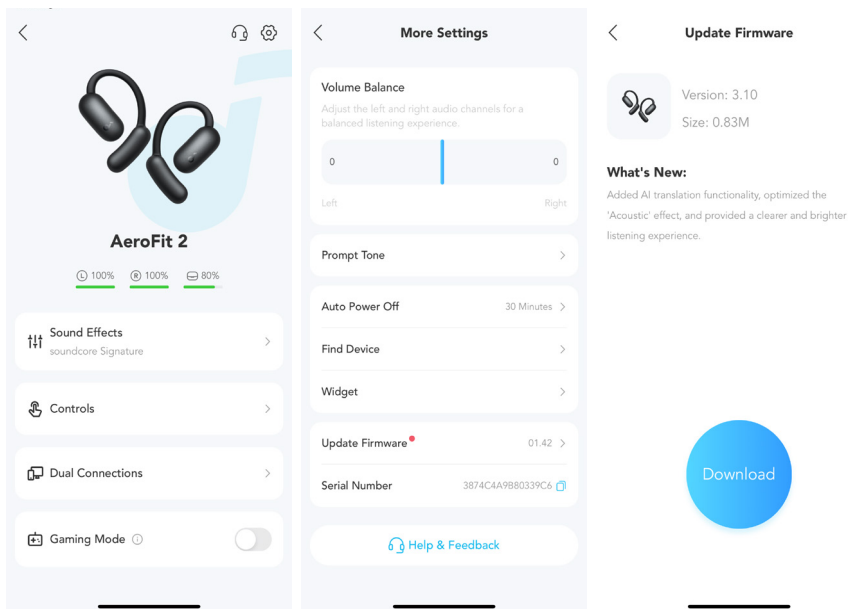 AeroFit 2
L 100%
R 100%
80%
Sound Effects
soundcore Signature
Controls
Dual Connections
Gaming Mode
More Settings
Volume Balance
Adjust the left and right audio channels for a
balanced listening experience.
0 0
Left Right
Prompt Tone
Auto Power Off 30 Minutes
Find Device
Widget
Update Firmware 01.42
Serial Number 3874C4A9B80339C6
Help & Feedback
Update Firmware
Version: 3.10
Size: 0.83M
What's New:
Added AI translation functionality, optimized the
'Acoustic' effect, and provided a clearer and brighter
listening experience.
Download